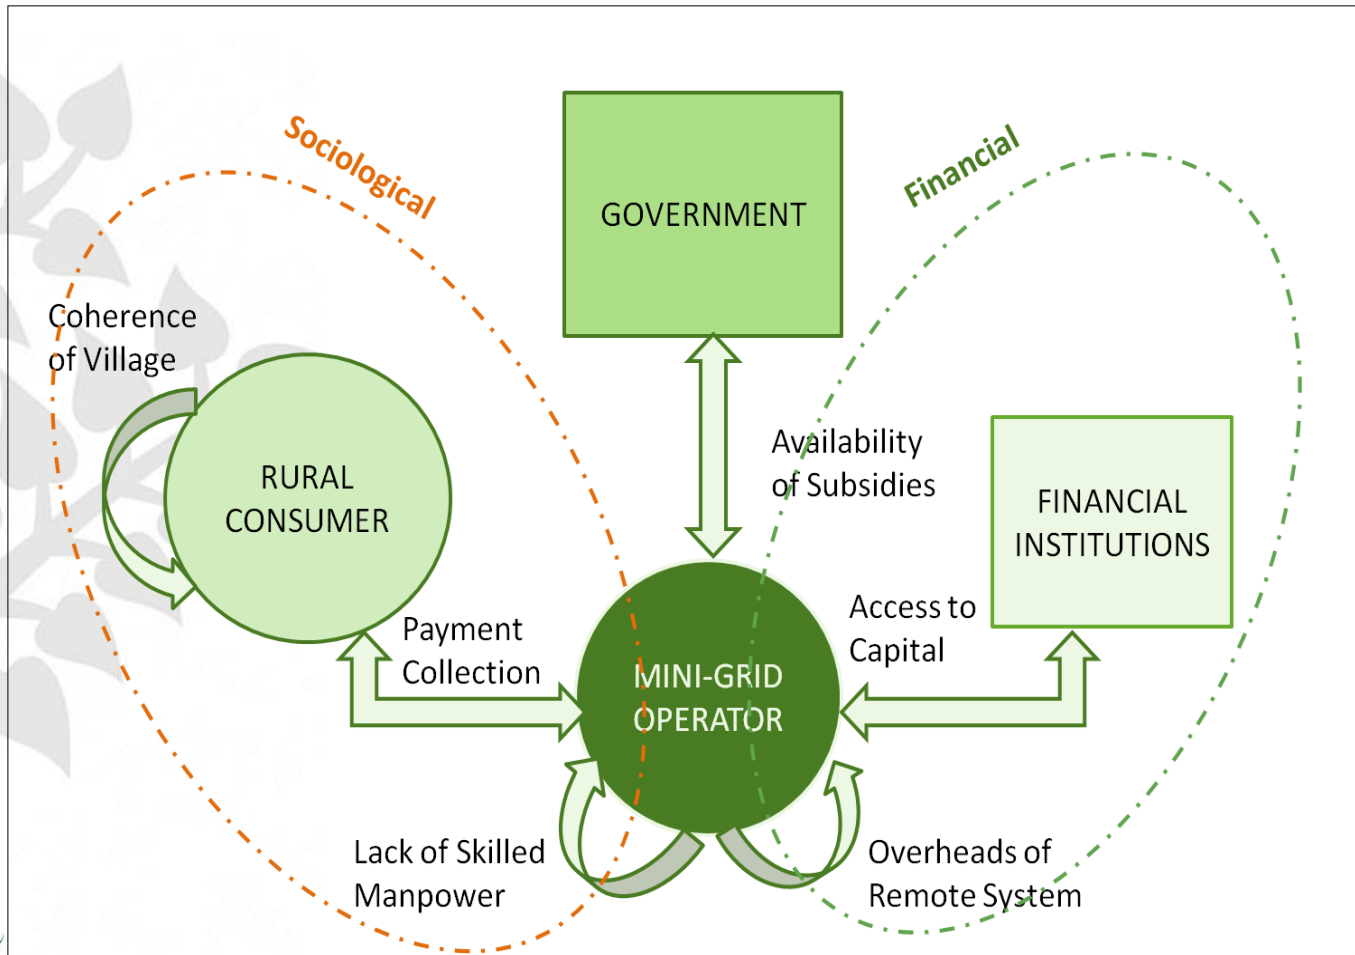 Sociological
Financial
GOVERNMENT
Coherence
of Village
RURAL
CONSUMER
Availability
of Subsidies
FINANCIAL
INSTITUTIONS
Payment
Collection
Access to
Capital
MINI-GRID
OPERATOR
Lack of Skilled
Manpower
Overheads of
Remote System